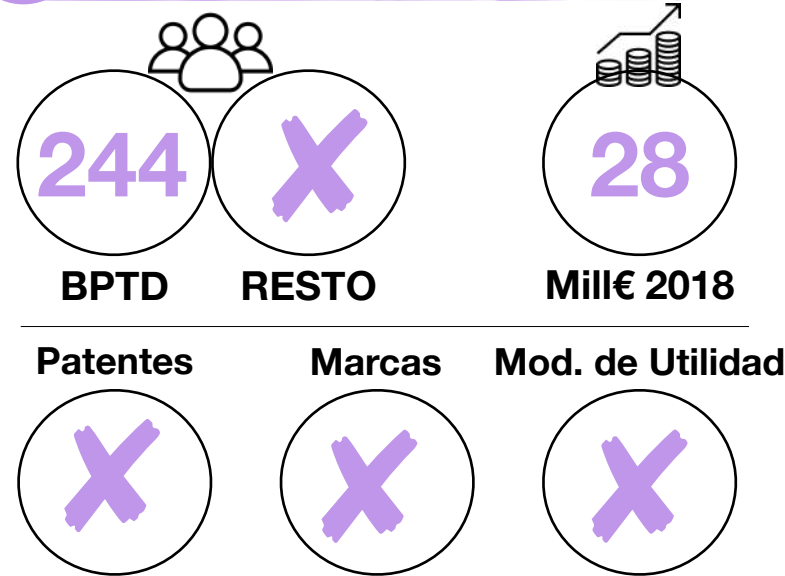 244
28
BPTD RESTO Mill€ 2018
Patentes Marcas Mod. de Utilidad